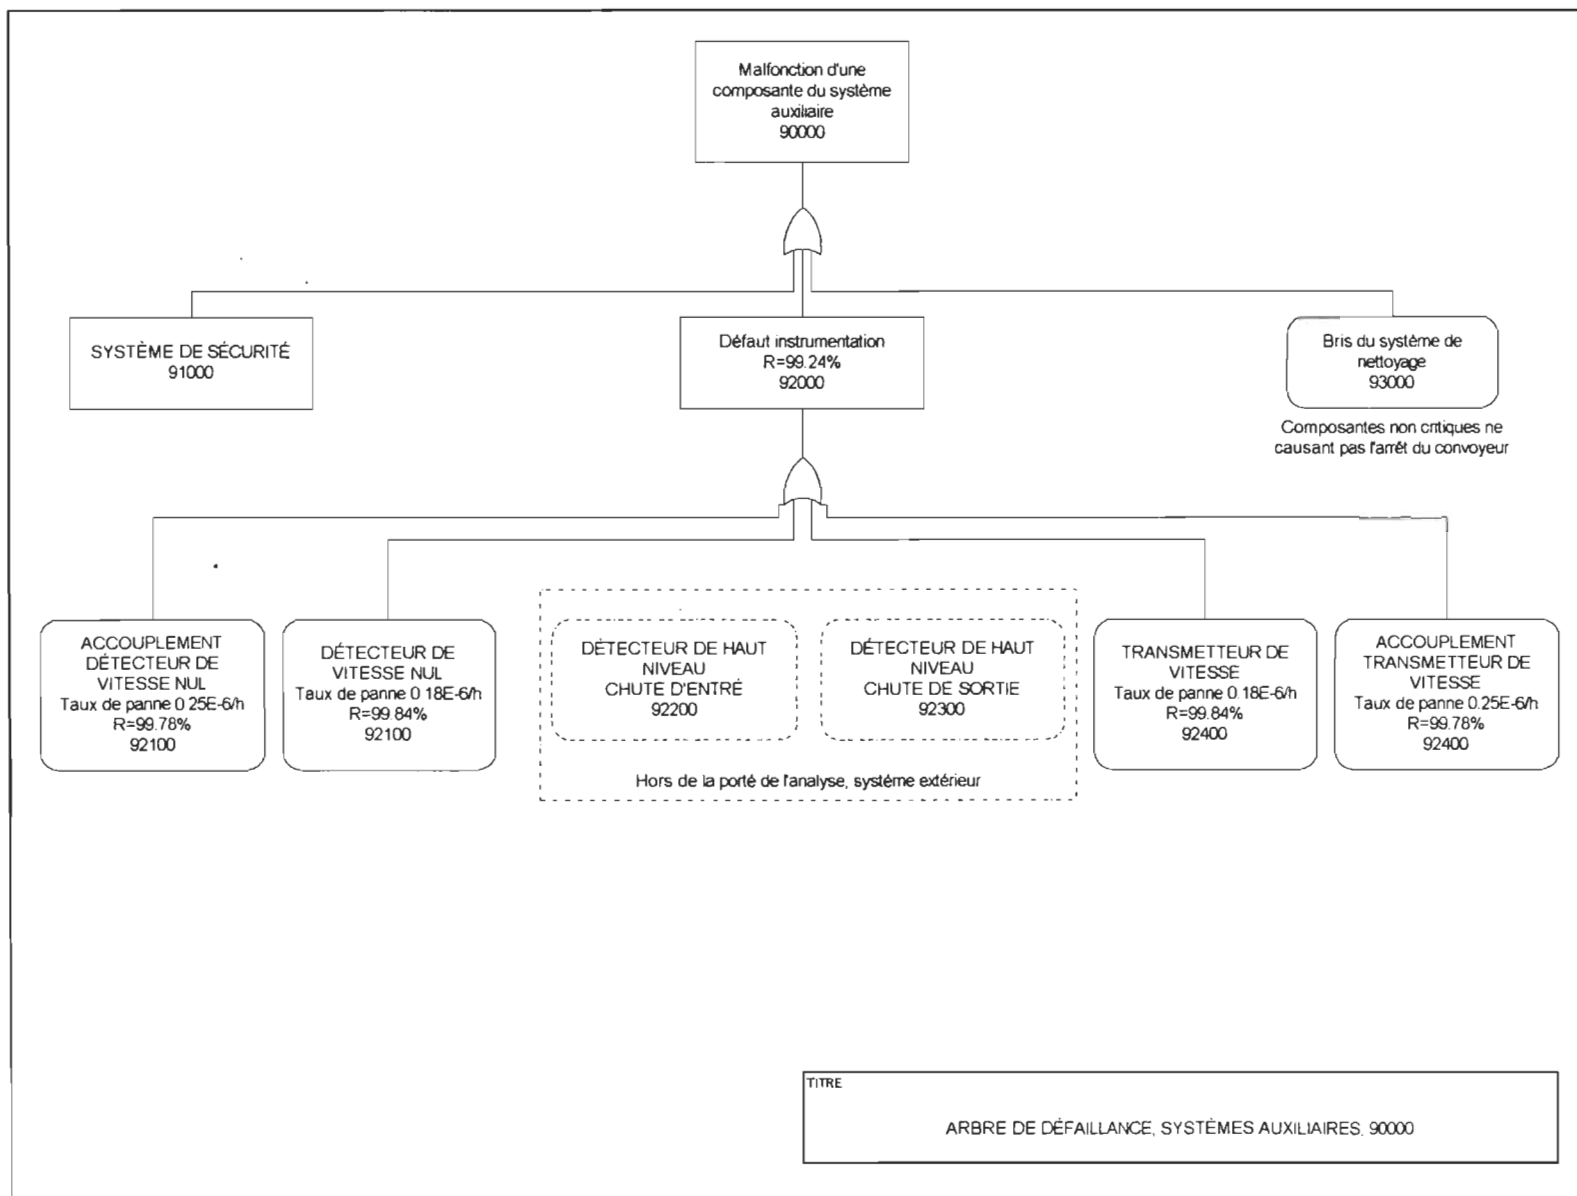 Malfonction d'une
composante du système
auxiliaire
90000
SYSTÈME DE SÉCURITÉ
91000
Défaut instrumentation
R=99.24%
92000
Bris du système de
nettoyage
93000
Composantes non critiques ne
causant pas l'arrêt du convoyeur
ACCOUPLEMENT
DÉTECTEUR DE
VITESSE NUL
Taux de panne 0.25E-6/h
R=99.78%
92100
DÉTECTEUR DE
VITESSE NUL
Taux de panne 0.18E-6/h
R=99.84%
92100
DÉTECTEUR DE HAUT
NIVEAU
CHUTE D'ENTRÉ
92200
DÉTECTEUR DE HAUT
NIVEAU
CHUTE DE SORTIE
92300
Hors de la porté de l'analyse, système extérieur
TRANSMETTEUR DE
VITESSE
Taux de panne 0.18E-6/h
R=99.84%
92400
ACCOUPLEMENT
TRANSMETTEUR DE
VITESSE
Taux de panne 0.25E-6/h
R=99.78%
92400
TITRE
ARBRE DE DÉFAILLANCE, SYSTÈMES AUXILIAIRES, 90000